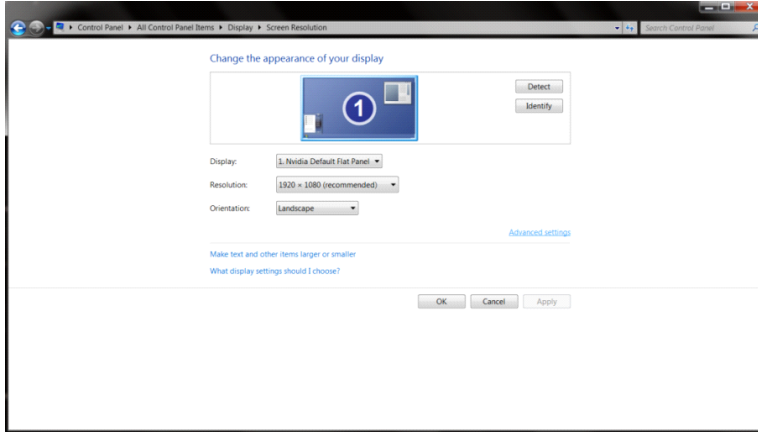 Control Panel ▸ All Control Panel Items ▸ Display ▸ Screen Resolution
Search Control Panel
Change the appearance of your display
1
Detect
Identify
Display: 1. Nvidia Default Flat Panel
Resolution: 1920 × 1080 (recommended)
Orientation: Landscape
Advanced settings
Make text and other items larger or smaller
What display settings should I choose?
OK Cancel Apply